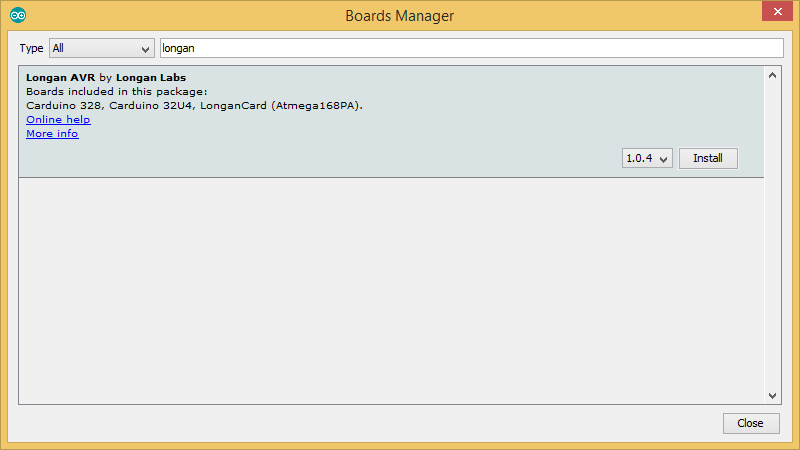 Boards Manager
Type All longan
Longan AVR by Longan Labs
Boards included in this package:
Carduino 328, Carduino 32U4, LonganCard (Atmega168PA).
Online help
More info
1.0.4 Install
Close